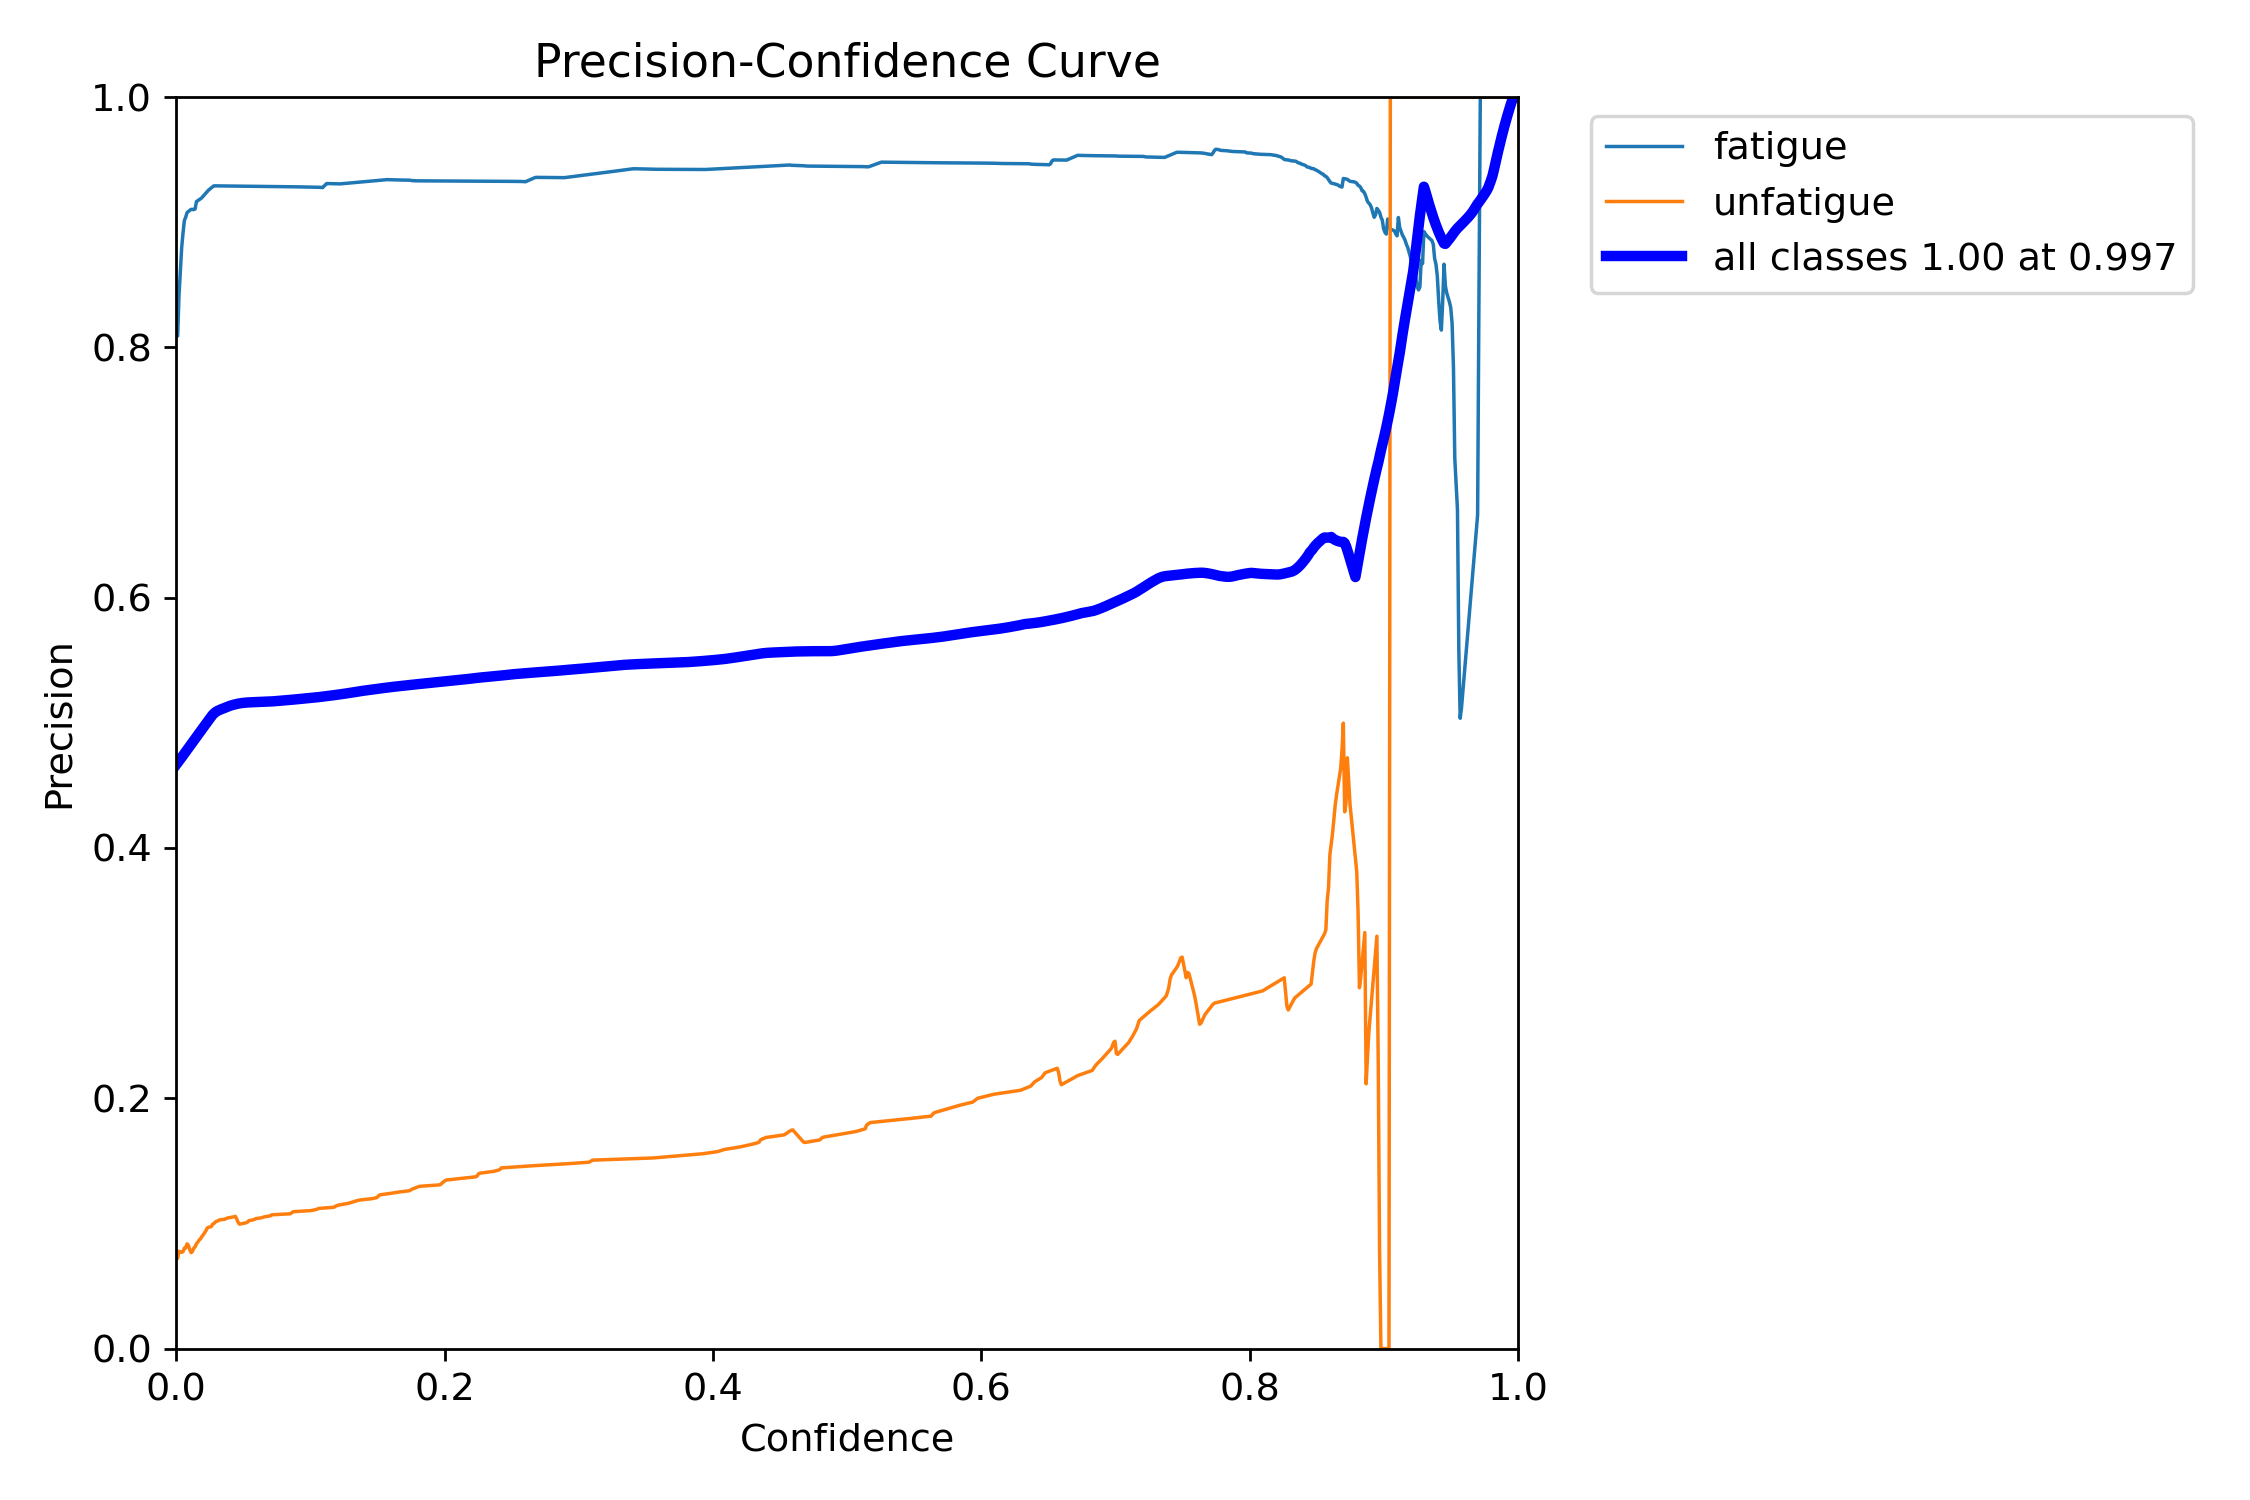 Precision-Confidence Curve
1.0
0.8
0.6
0.4
0.2
0.0
Precision
0.0 0.2 0.4 0.6 0.8 1.0
Confidence
fatigue
unfatigue
all classes 1.00 at 0.997